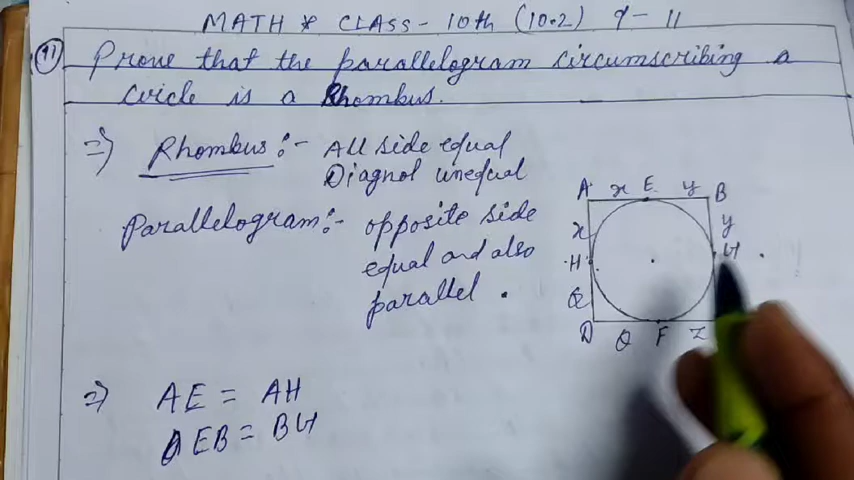 MATH * CLASS - 10th (10.2) Q - 11
11 Prove that the parallelogram circumscribing a
circle is a Rhombus.
=> Rhombus :- All side equal
Diagnol unequal
Parallelogram :- opposite side
equal and also
parallel .
A x E y B
x y
H G
Q
D Q F z
=> AE = AH
EB = BG